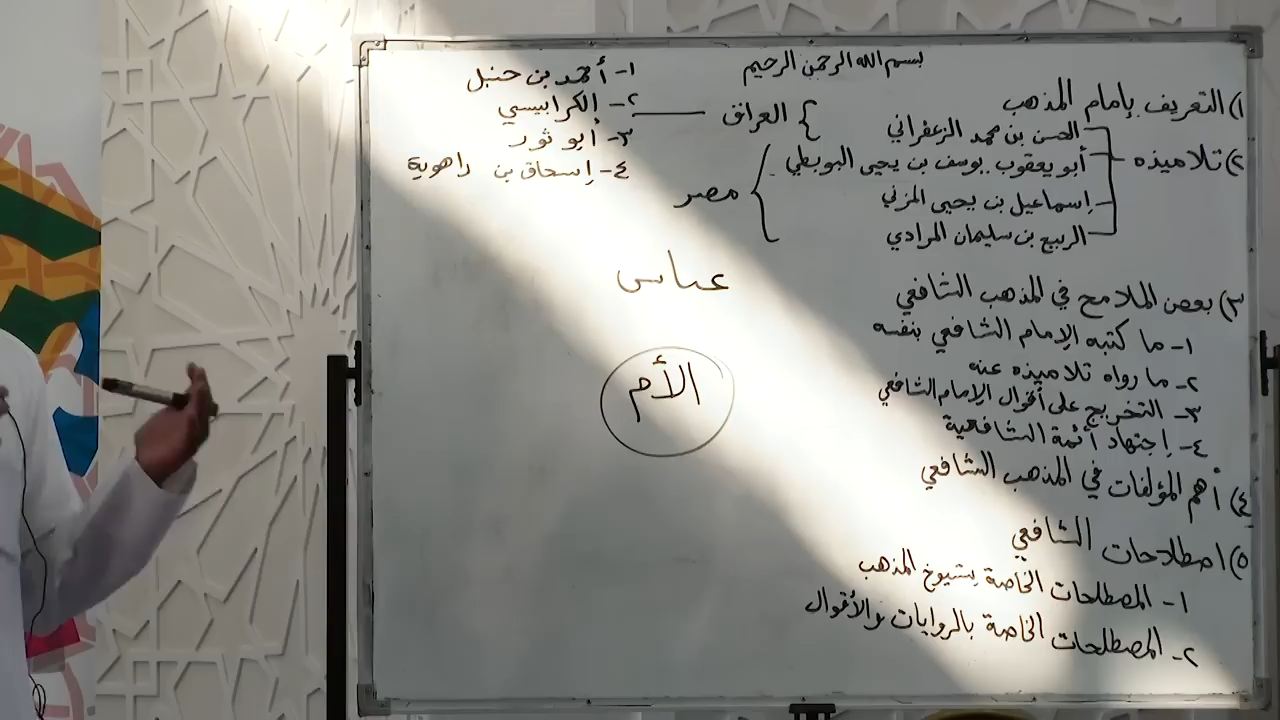 بسم الله الرحمن الرحيم
١) التعريف بإمام المذهب
٢) تلاميذه
الحسن بن محمد الزعفراني
أبو يعقوب يوسف بن يحيى البويطي
إسماعيل بن يحيى المزني
الربيع بن سليمان المرادي
العراق
١- أحمد بن حنبل
٢- الكرابيسي
٣- أبو ثور
٤- إسحاق بن راهوية
مصر
عباس
الأم
٣) بعض الملامح في المذهب الشافعي
١- ما كتبه الإمام الشافعي بنفسه
٢- ما رواه تلاميذه عنه
٣- التخريج على أقوال الإمام الشافعي
٤- إجتهاد أئمة الشافعية
٤) أهم المؤلفات في المذهب الشافعي
٥) اصطلاحات الشافعي
١- المصطلحات الخاصة بشيوخ المذهب
٢- المصطلحات الخاصة بالروايات والأقوال